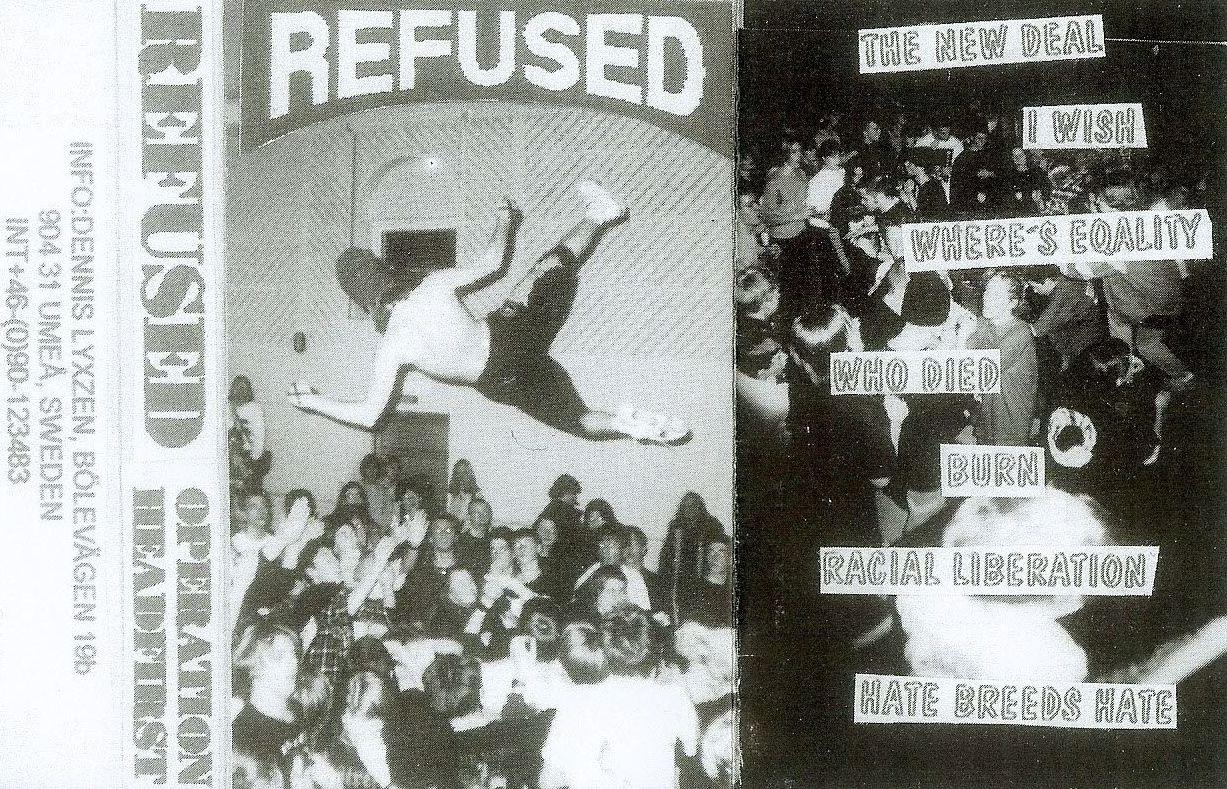 INFO:DENNIS LYXZEN, BÖLEVÄGEN 19b
904 31 UMEÅ, SWEDEN
INT+46-(0)90-123483
REFUSED
OPERATION
HEADFIRST
REFUSED
THE NEW DEAL
I WISH
WHERE'S EQALITY
WHO DIED
BURN
RACIAL LIBERATION
HATE BREEDS HATE